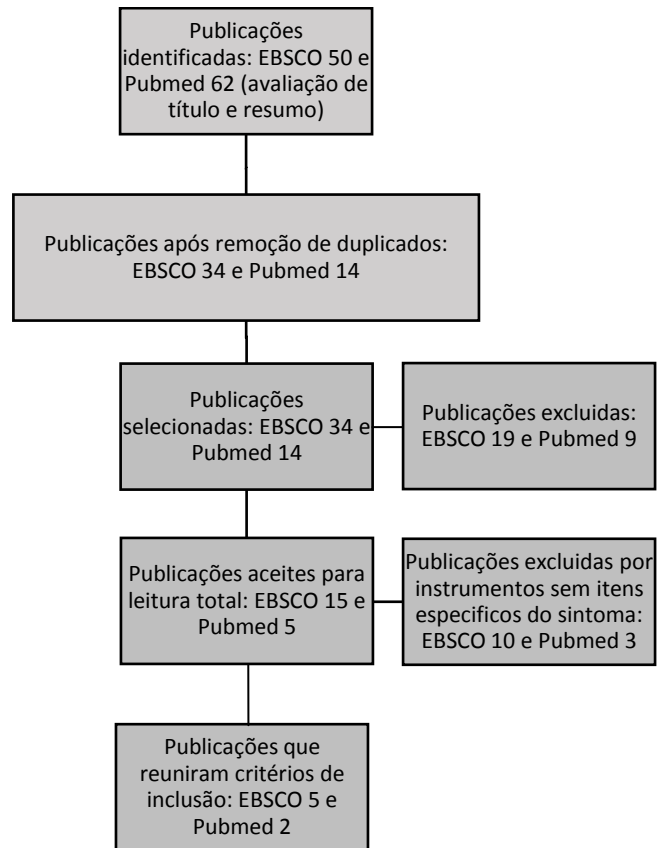 Publicações
identificadas: EBSCO 50 e
Pubmed 62 (avaliação de
título e resumo)
Publicações após remoção de duplicados:
EBSCO 34 e Pubmed 14
Publicações
selecionadas: EBSCO 34 e
Pubmed 14
Publicações excluidas:
EBSCO 19 e Pubmed 9
Publicações aceites para
leitura total: EBSCO 15 e
Pubmed 5
Publicações excluidas por
instrumentos sem itens
especificos do sintoma:
EBSCO 10 e Pubmed 3
Publicações que
reuniram critérios de
inclusão: EBSCO 5 e
Pubmed 2